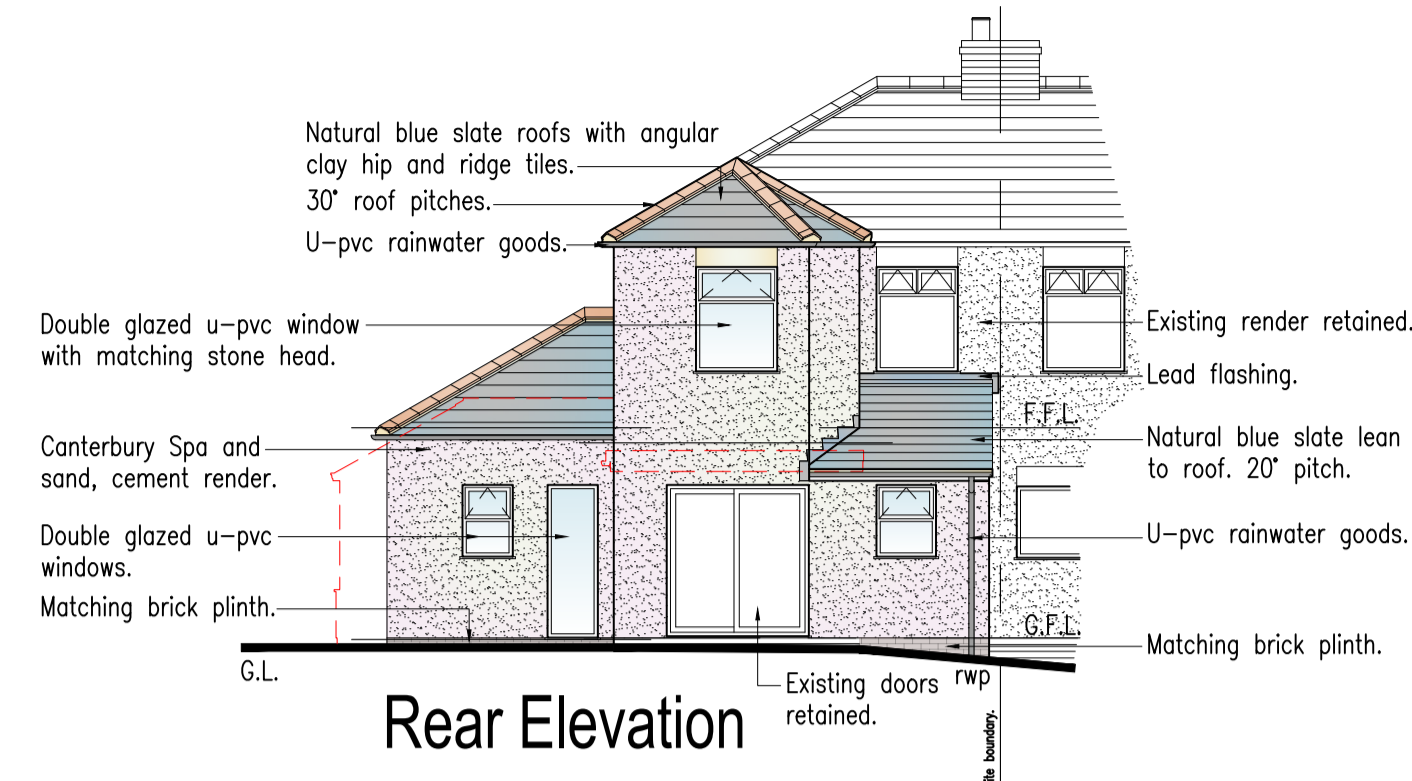 Natural blue slate roofs with angular
clay hip and ridge tiles.
30° roof pitches.
U-pvc rainwater goods.
Double glazed u-pvc window
with matching stone head.
Canterbury Spa and
sand, cement render.
Double glazed u-pvc
windows.
Matching brick plinth.
G.L.
Existing render retained.
Lead flashing.
F.F.L.
Natural blue slate lean
to roof. 20° pitch.
U-pvc rainwater goods.
G.F.L.
Matching brick plinth.
rwp
Existing doors
retained.
Rear Elevation
boundary.